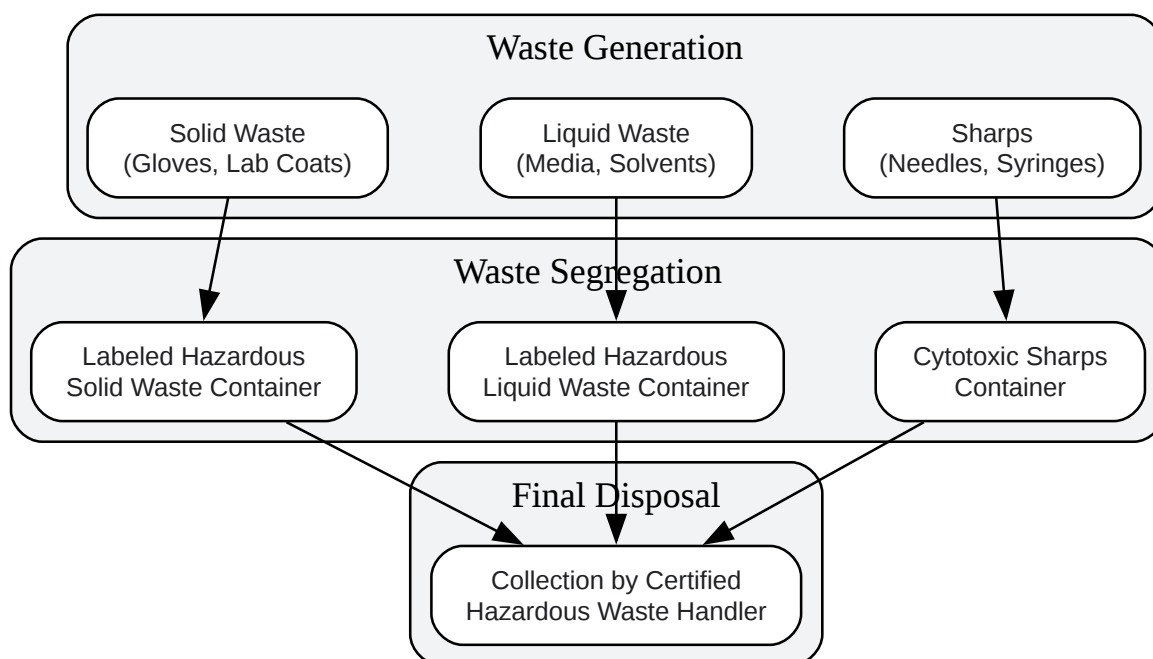 Waste Generation
Solid Waste
(Gloves, Lab Coats)
Liquid Waste
(Media, Solvents)
Sharps
(Needles, Syringes)
Waste Segregation
Labeled Hazardous
Solid Waste Container
Labeled Hazardous
Liquid Waste Container
Cytotoxic Sharps
Container
Final Disposal
Collection by Certified
Hazardous Waste Handler